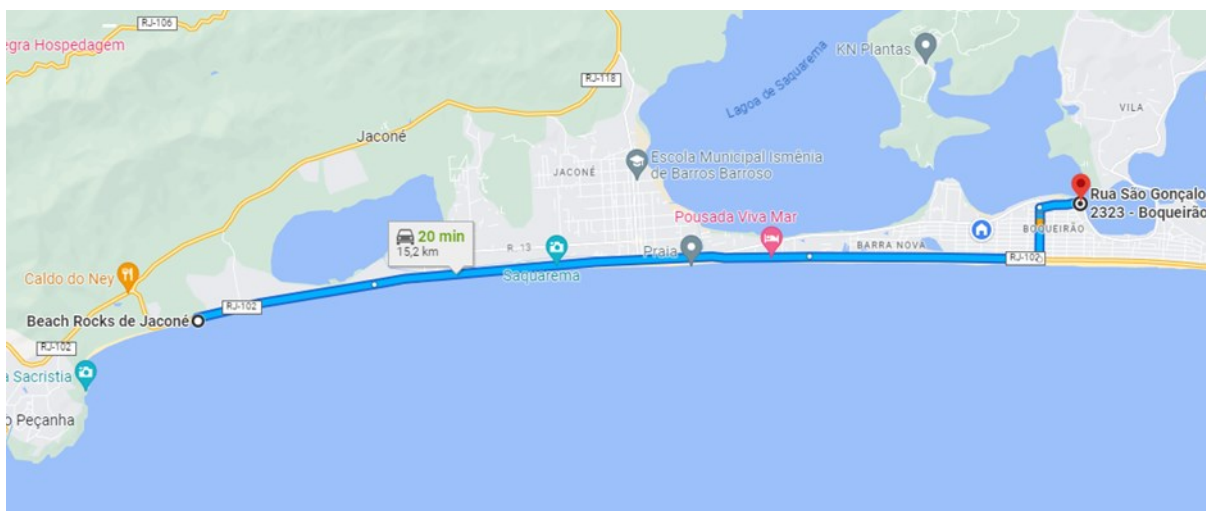 RJ-106
egra Hospedagem
KN Plantas
RJ-118
Lagoa de Saquarema
VILA
Jaconé
Escola Municipal Ismênia
de Barros Barroso
JACONÉ
Rua São Gonçalo
2323 - Boqueirão
Pousada Viva Mar
20 min
15,2 km
R. 13
Praia
BARRA NOVA
BOQUEIRÃO
RJ-102
Saquarema
Caldo do Ney
RJ-102
Beach Rocks de Jaconé
RJ-102
a Sacristia
o Peçanha